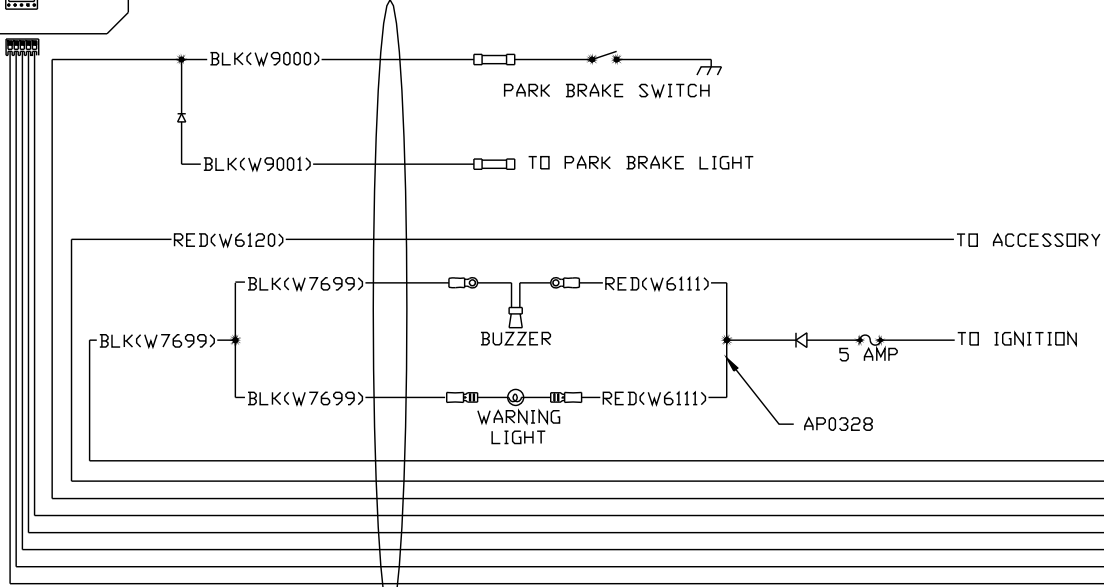 BLK(W9000)
PARK BRAKE SWITCH
BLK(W9001)
TO PARK BRAKE LIGHT
RED(W6120)
TO ACCESSORY
BLK(W7699)
RED(W6111)
BUZZER
BLK(W7699)
5 AMP
TO IGNITION
BLK(W7699)
RED(W6111)
WARNING
LIGHT
AP0328